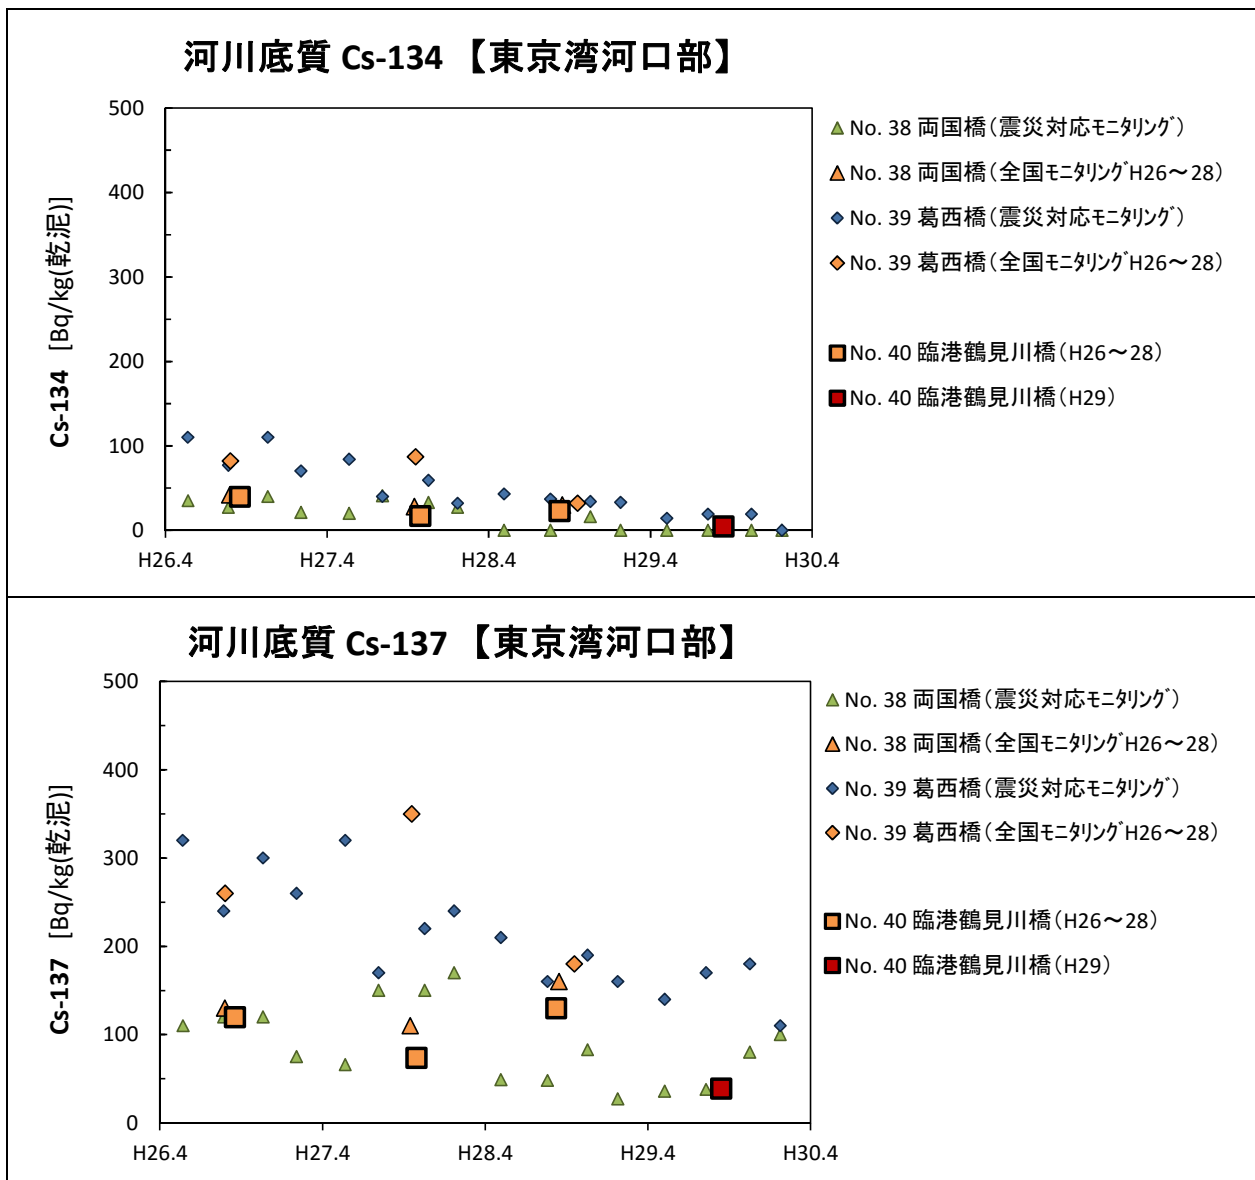 河川底質 Cs-134 【東京湾河口部】
500
400
300
200
100
0
Cs-134 [Bq/kg(乾泥)]
H26.4 H27.4 H28.4 H29.4 H30.4
No. 38 両国橋(震災対応ﾓﾆﾀﾘﾝｸﾞ)
No. 38 両国橋(全国ﾓﾆﾀﾘﾝｸﾞH26～28)
No. 39 葛西橋(震災対応ﾓﾆﾀﾘﾝｸﾞ)
No. 39 葛西橋(全国ﾓﾆﾀﾘﾝｸﾞH26～28)
No. 40 臨港鶴見川橋(H26～28)
No. 40 臨港鶴見川橋(H29)
河川底質 Cs-137 【東京湾河口部】
500
400
300
200
100
0
Cs-137 [Bq/kg(乾泥)]
H26.4 H27.4 H28.4 H29.4 H30.4
No. 38 両国橋(震災対応ﾓﾆﾀﾘﾝｸﾞ)
No. 38 両国橋(全国ﾓﾆﾀﾘﾝｸﾞH26～28)
No. 39 葛西橋(震災対応ﾓﾆﾀﾘﾝｸﾞ)
No. 39 葛西橋(全国ﾓﾆﾀﾘﾝｸﾞH26～28)
No. 40 臨港鶴見川橋(H26～28)
No. 40 臨港鶴見川橋(H29)